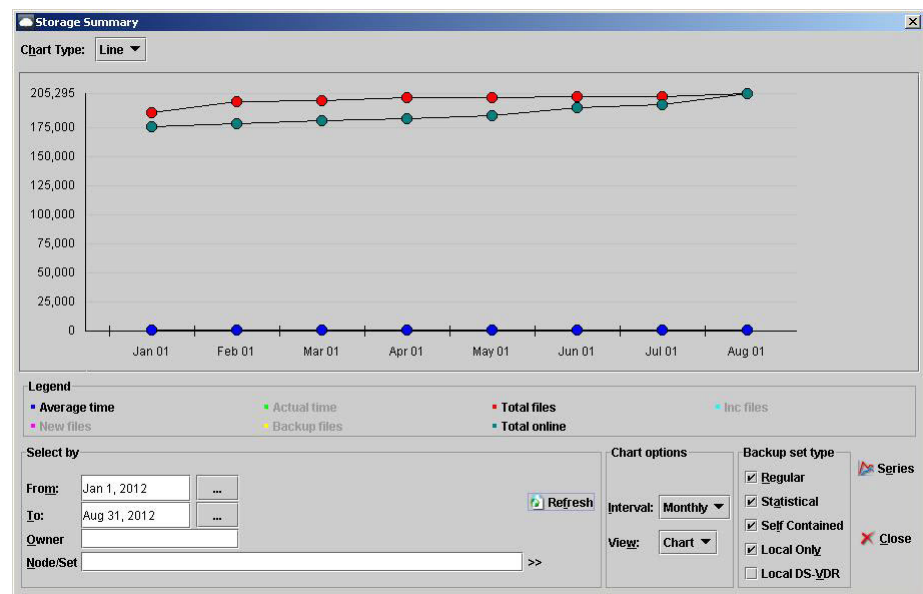 Storage Summary
Chart Type: Line
205,295
175,000
150,000
125,000
100,000
75,000
50,000
25,000
0
Jan 01 Feb 01 Mar 01 Apr 01 May 01 Jun 01 Jul 01 Aug 01
Legend
Average time Actual time Total files Inc files
New files Backup files Total online
Select by
From: Jan 1, 2012 ...
To: Aug 31, 2012 ...
Owner
Node/Set >>
Refresh
Chart options
Interval: Monthly
View: Chart
Backup set type
Regular
Statistical
Self Contained
Local Only
Local DS-VDR
Series
Close